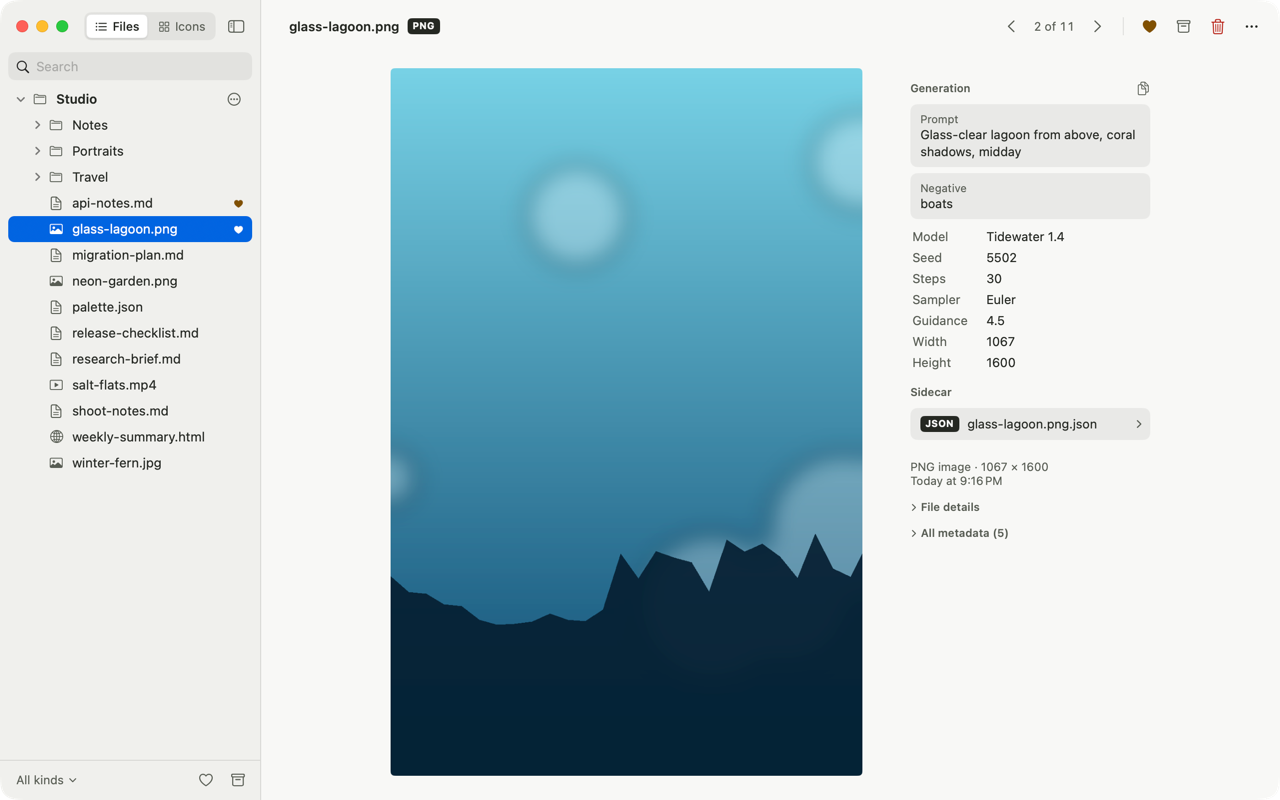 Files
Icons
Search
Studio
Notes
Portraits
Travel
api-notes.md
glass-lagoon.png
migration-plan.md
neon-garden.png
palette.json
release-checklist.md
research-brief.md
salt-flats.mp4
shoot-notes.md
weekly-summary.html
winter-fern.jpg
All kinds
glass-lagoon.png PNG
2 of 11
Generation
Prompt
Glass-clear lagoon from above, coral
shadows, midday
Negative
boats
Model Tidewater 1.4
Seed 5502
Steps 30
Sampler Euler
Guidance 4.5
Width 1067
Height 1600
Sidecar
JSON glass-lagoon.png.json
PNG image · 1067 × 1600
Today at 9:16 PM
File details
All metadata (5)